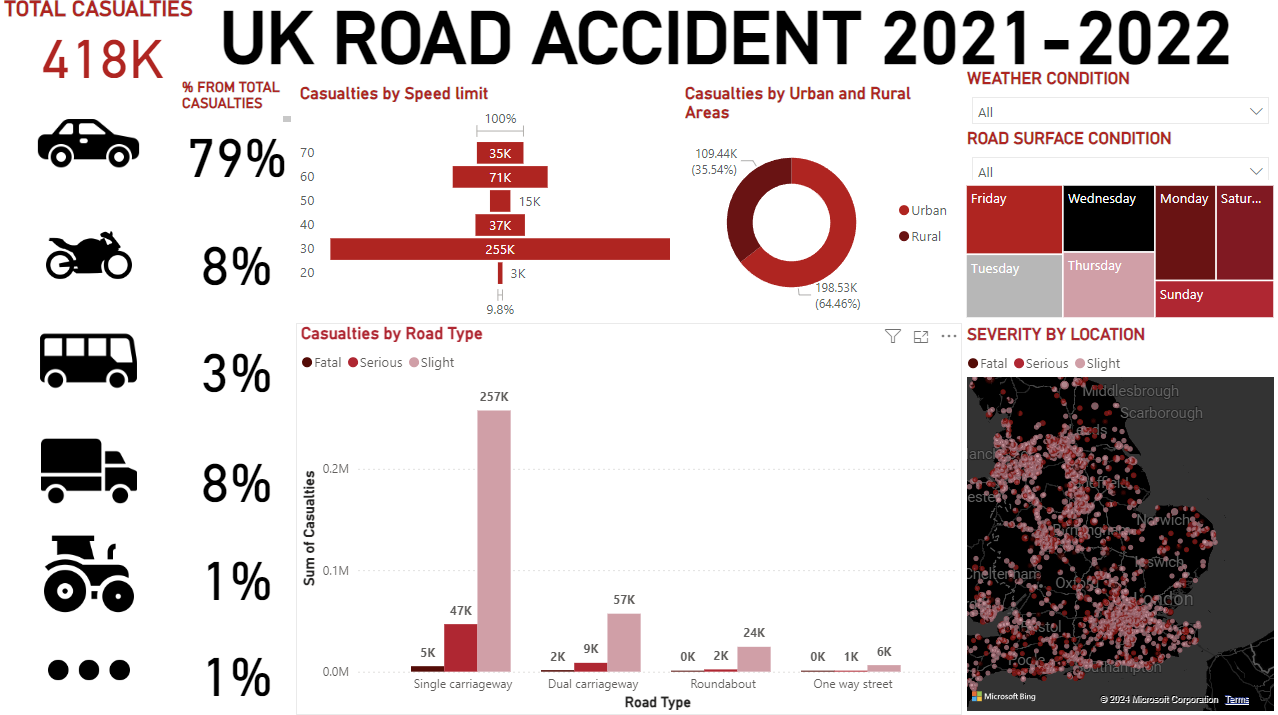 TOTAL CASUALTIES
418K
UK ROAD ACCIDENT 2021-2022
% FROM TOTAL
CASUALTIES
79%
8%
3%
8%
1%
1%
Casualties by Speed limit
100%
70
35K
60
71K
50
15K
40
37K
30
255K
20
3K
9.8%
Casualties by Urban and Rural
Areas
109.44K
(35.54%)
198.53K
(64.46%)
Urban
Rural
WEATHER CONDITION
All
ROAD SURFACE CONDITION
All
Friday
Wednesday
Monday
Satur...
Tuesday
Thursday
Sunday
Casualties by Road Type
Fatal Serious Slight
Sum of Casualties
0.2M
0.1M
0.0M
5K
47K
257K
2K
9K
57K
0K
2K
24K
0K
1K
6K
Single carriageway
Dual carriageway
Roundabout
One way street
Road Type
SEVERITY BY LOCATION
Fatal Serious Slight
Middlesbrough
Scarborough
Leeds
Norwich
Birmingham
Cheltenham
Oxford
London
Southampton
Microsoft Bing
© 2024 Microsoft Corporation Terms